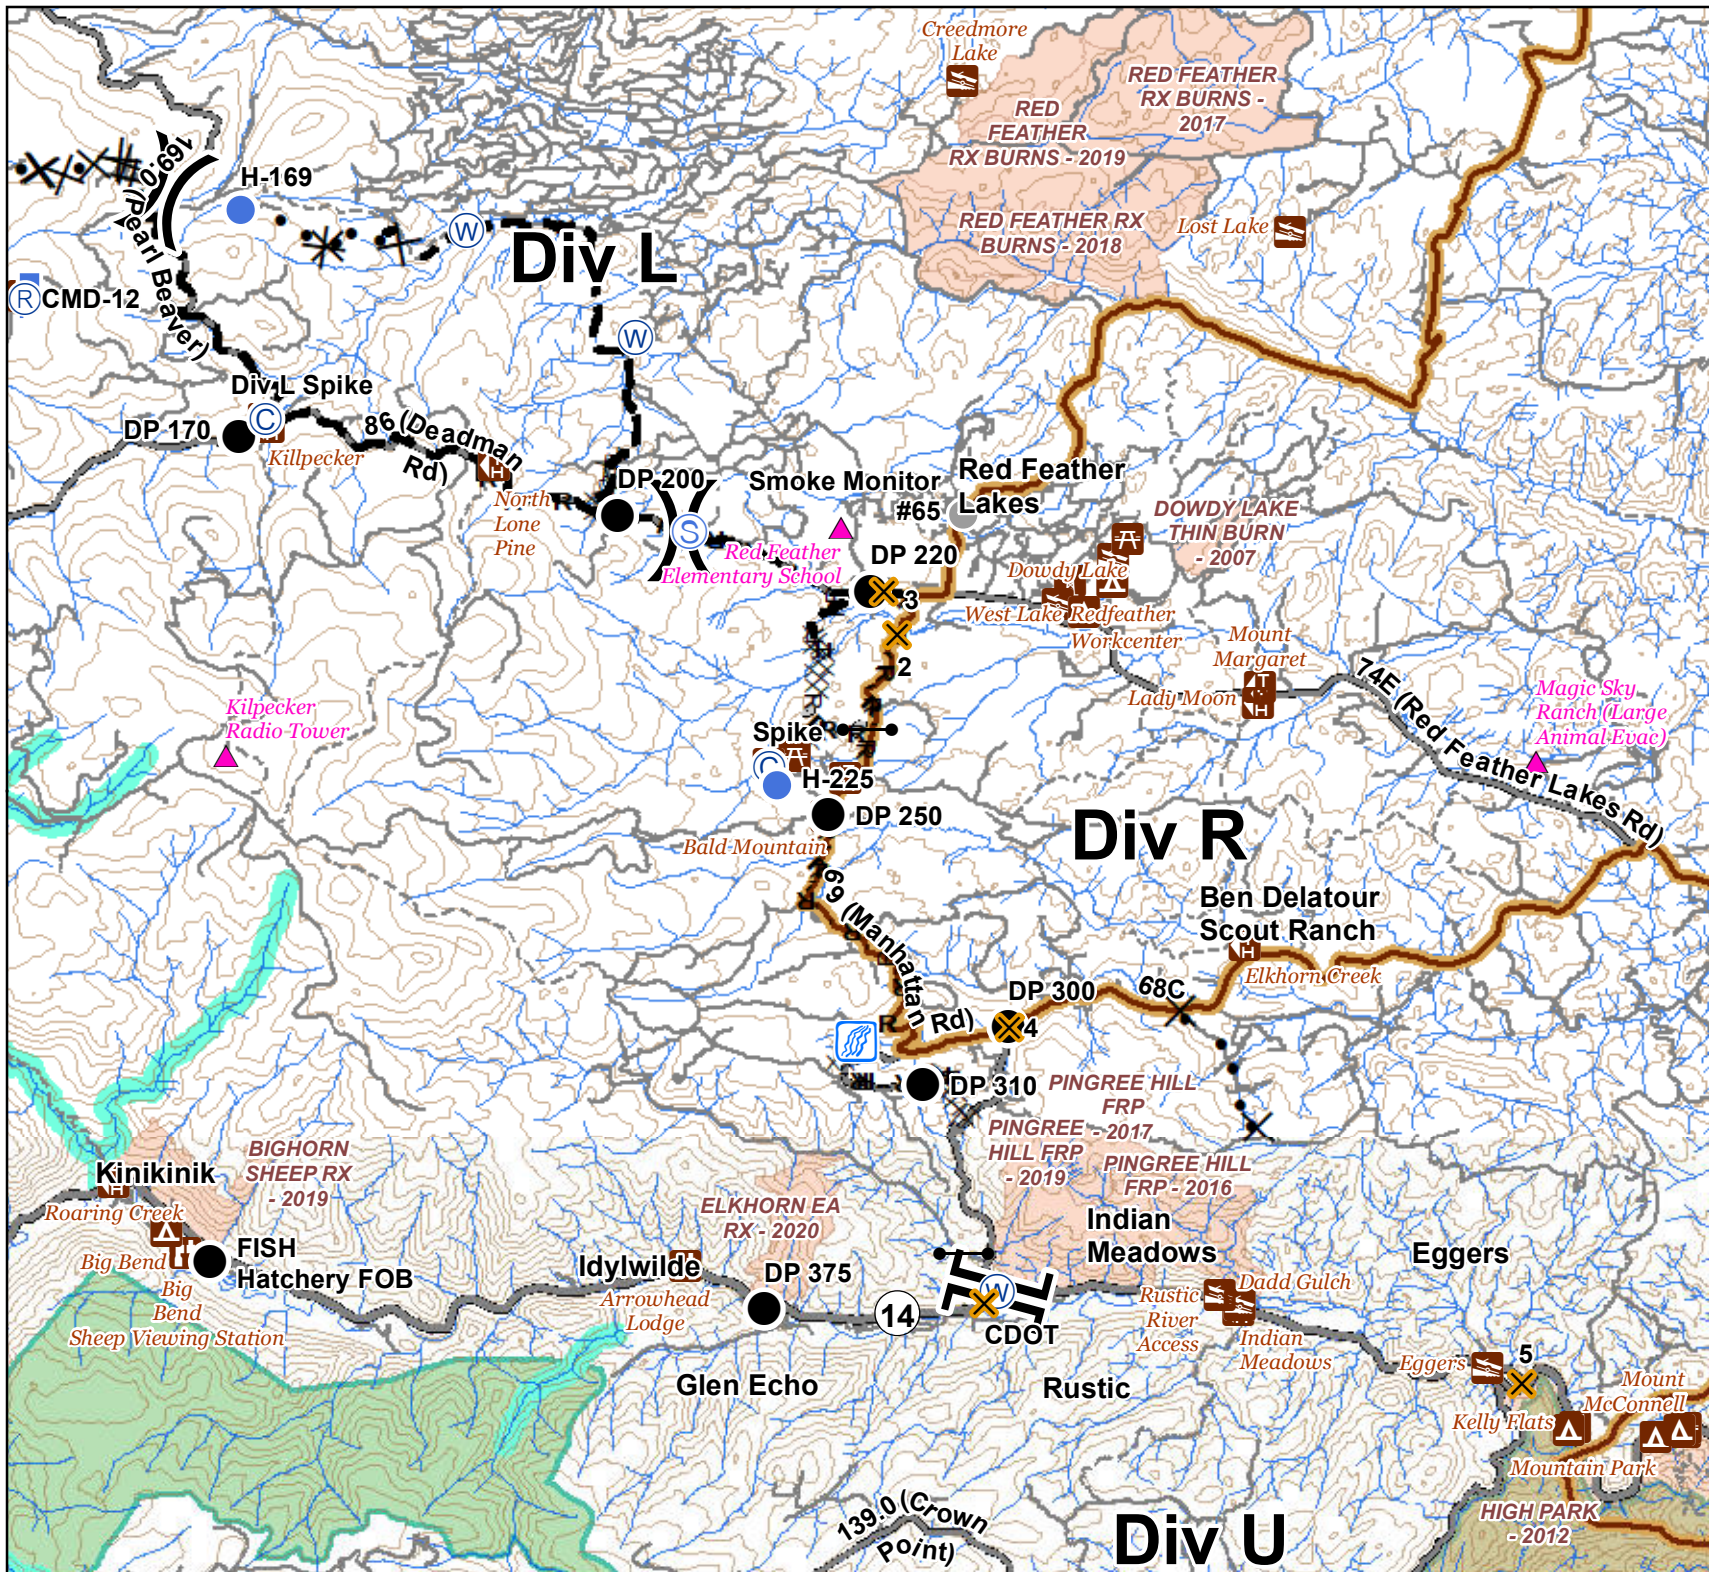 Creedmore
Lake
RED FEATHER
RX BURNS -
2017
RED
FEATHER
RX BURNS - 2019
RED FEATHER RX
BURNS - 2018
Lost Lake
169.0 (Pearl Beaver)
H-169
W
Div L
R
CMD-12
W
Div L Spike
C
DP 170
Killpecker
86 (Deadman
Rd)
North
Lone
Pine
R
DP 200
S
Smoke Monitor
#65
Red Feather
Lakes
DOWDY LAKE
THIN BURN
- 2007
Red Feather
Elementary School
DP 220
3
2
Dowdy Lake
West Lake
Redfeather
Workcenter
Mount
Margaret
Lady Moon
74E (Red Feather Lakes Rd)
Magic Sky
Ranch (Large
Animal Evac)
Kilpecker
Radio Tower
Spike
C
H-225
DP 250
Bald Mountain
Div R
69 (Manhattan
Rd)
R
R
Ben Delatour
Scout Ranch
Elkhorn Creek
68C
DP 300
4
DP 310
PINGREE HILL
FRP
- 2017
PINGREE
HILL FRP
- 2019
PINGREE HILL
FRP - 2016
BIGHORN
SHEEP RX
- 2019
Kinikinik
Roaring Creek
Big Bend
Big
Bend
Sheep Viewing Station
FISH
Hatchery FOB
ELKHORN EA
RX - 2020
Idylwilde
Arrowhead
Lodge
DP 375
14
W
CDOT
Indian
Meadows
Eggers
Rustic
River
Access
Dadd Gulch
Indian
Meadows
Glen Echo
Rustic
Eggers
5
Mount
McConnell
Kelly Flats
Mountain Park
HIGH PARK
- 2012
139.0 (Crown
Point)
Div U